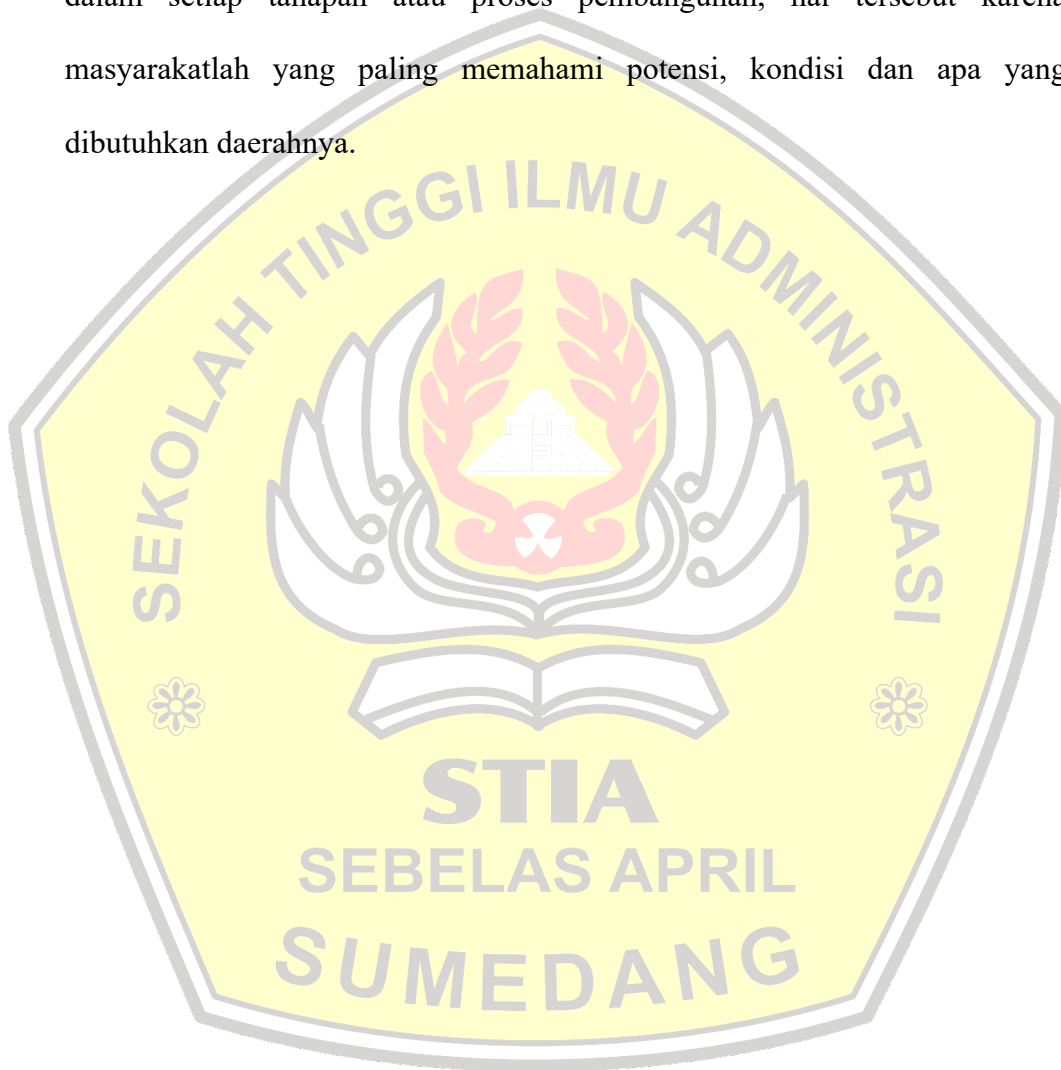 dalam setiap tahapan atau proses pembangunan, hal tersebut karena
masyarakatlah yang paling memahami potensi, kondisi dan apa yang
dibutuhkan daerahnya.
SEKOLAH TINGGI ILMU ADMINISTRASI
STIA
SEBELAS APRIL
SUMEDANG